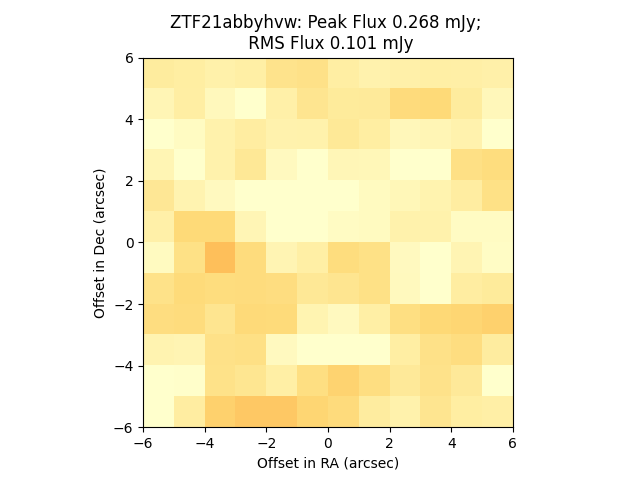 ZTF21abbyhvw: Peak Flux 0.268 mJy;
RMS Flux 0.101 mJy
6
4
2
0
−2
−4
−6
Offset in Dec (arcsec)
−6 −4 −2 0 2 4 6
Offset in RA (arcsec)